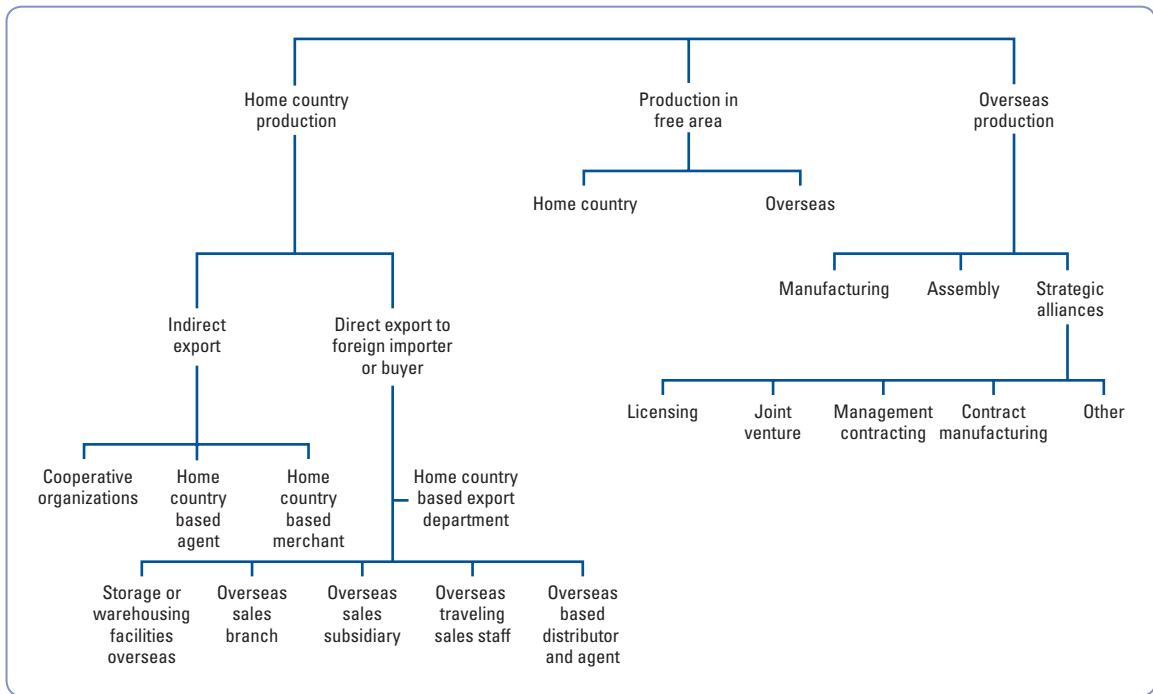 Home country
production
Production in
free area
Overseas
production
Home country
Overseas
Manufacturing
Assembly
Strategic
alliances
Indirect
export
Direct export to
foreign importer
or buyer
Licensing
Joint
venture
Management
contracting
Contract
manufacturing
Other
Cooperative
organizations
Home
country
based
agent
Home
country
based
merchant
Home country
based export
department
Storage or
warehousing
facilities
overseas
Overseas
sales
branch
Overseas
sales
subsidiary
Overseas
traveling
sales staff
Overseas
based
distributor
and agent